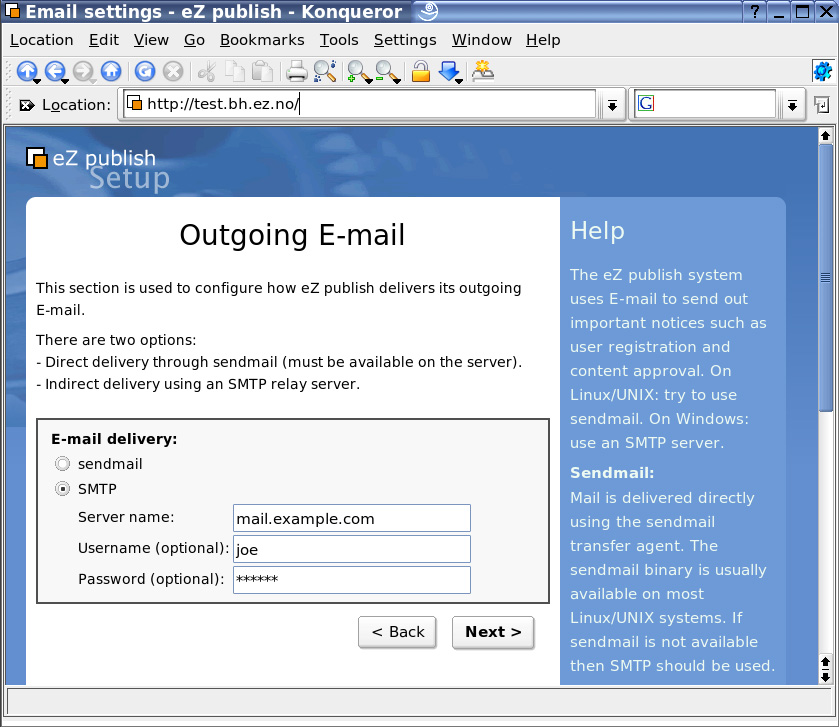 Email settings - eZ publish - Konqueror
Location Edit View Go Bookmarks Tools Settings Window Help
Location: http://test.bh.ez.no/
G
eZ publish
Setup
Outgoing E-mail
This section is used to configure how eZ publish delivers its outgoing
E-mail.
There are two options:
- Direct delivery through sendmail (must be available on the server).
- Indirect delivery using an SMTP relay server.
E-mail delivery:
sendmail
SMTP
Server name: mail.example.com
Username (optional): joe
Password (optional): ******
< Back Next >
Help
The eZ publish system
uses E-mail to send out
important notices such as
user registration and
content approval. On
Linux/UNIX: try to use
sendmail. On Windows:
use an SMTP server.
Sendmail:
Mail is delivered directly
using the sendmail
transfer agent. The
sendmail binary is usually
available on most
Linux/UNIX systems. If
sendmail is not available
then SMTP should be used.